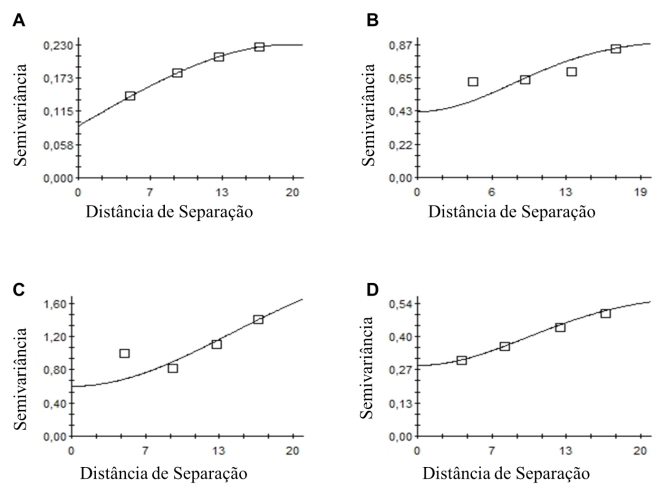 A
Semivariância
0,230
0,173
0,115
0,058
0,000
0 7 13 20
Distância de Separação
B
Semivariância
0,87
0,65
0,43
0,22
0,00
0 6 13 19
Distância de Separação
C
Semivariância
1,60
1,20
0,80
0,40
0,00
0 7 13 20
Distância de Separação
D
Semivariância
0,54
0,40
0,27
0,13
0,00
0 7 13 20
Distância de Separação